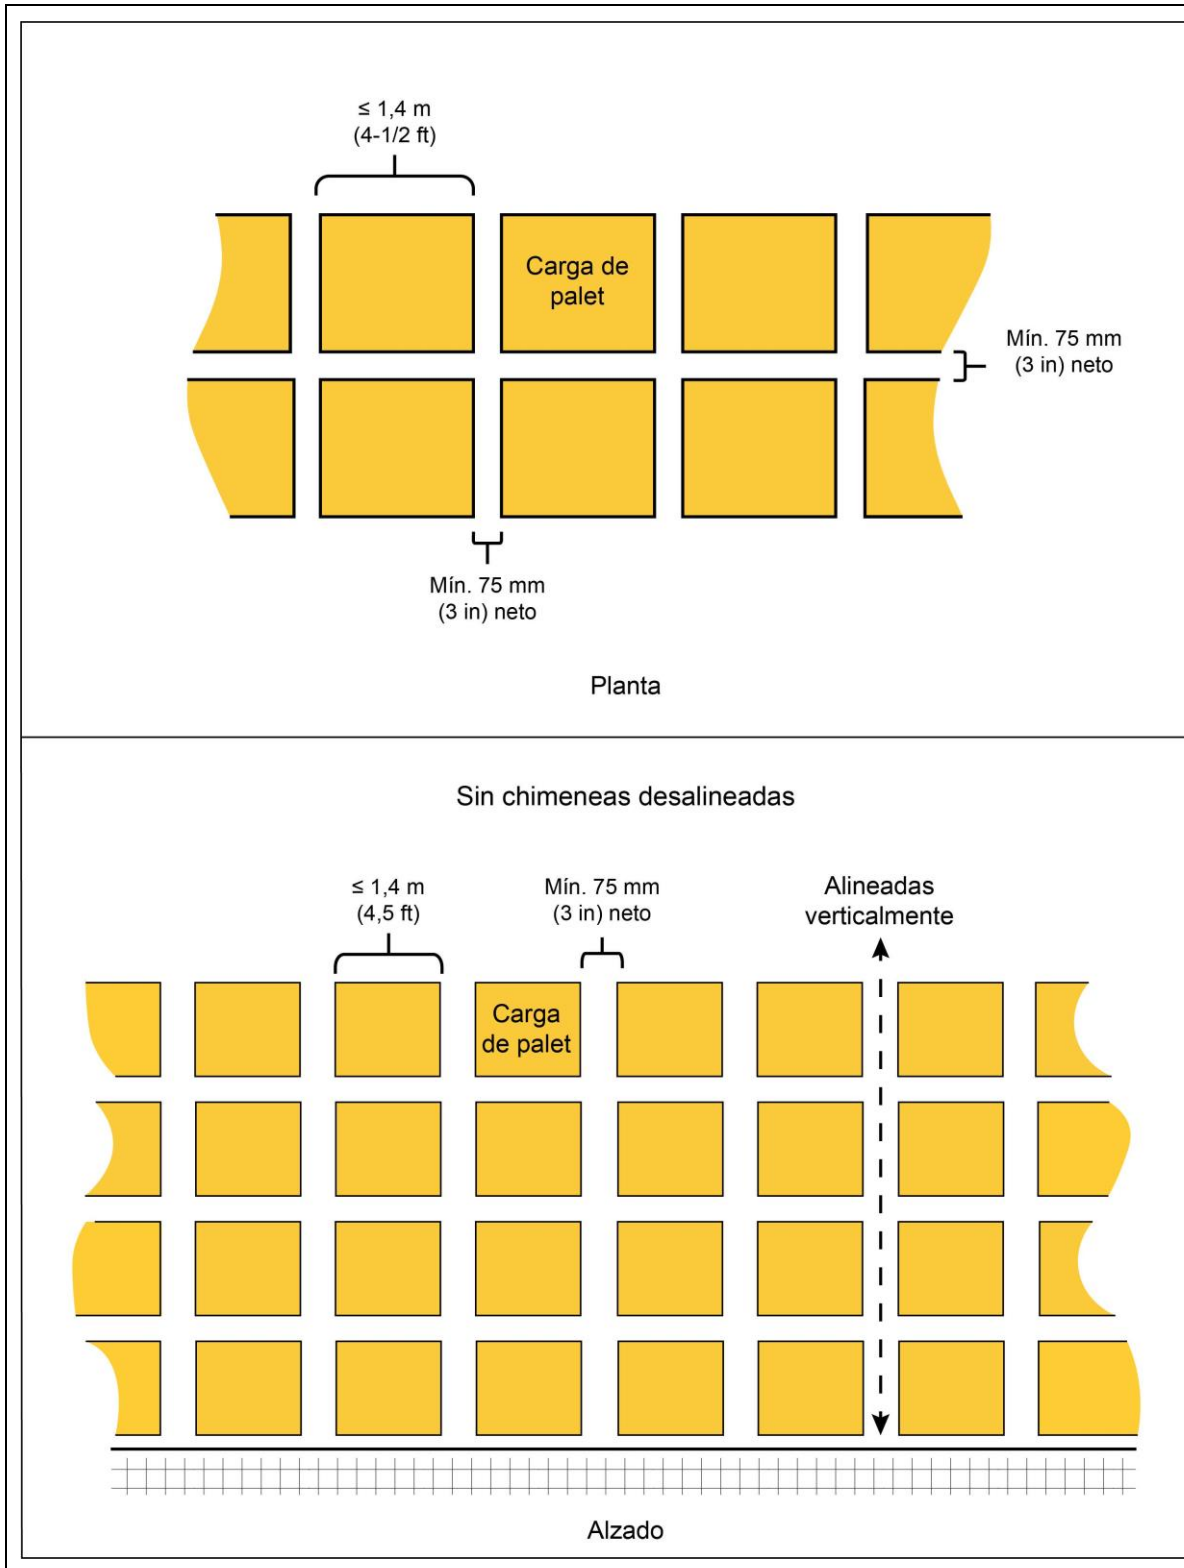 ≤ 1,4 m
(4-1/2 ft)
Carga de
palet
Mín. 75 mm
(3 in) neto
Mín. 75 mm
(3 in) neto
Planta
Sin chimeneas desalineadas
≤ 1,4 m
(4,5 ft)
Mín. 75 mm
(3 in) neto
Alineadas
verticalmente
Carga
de palet
Alzado